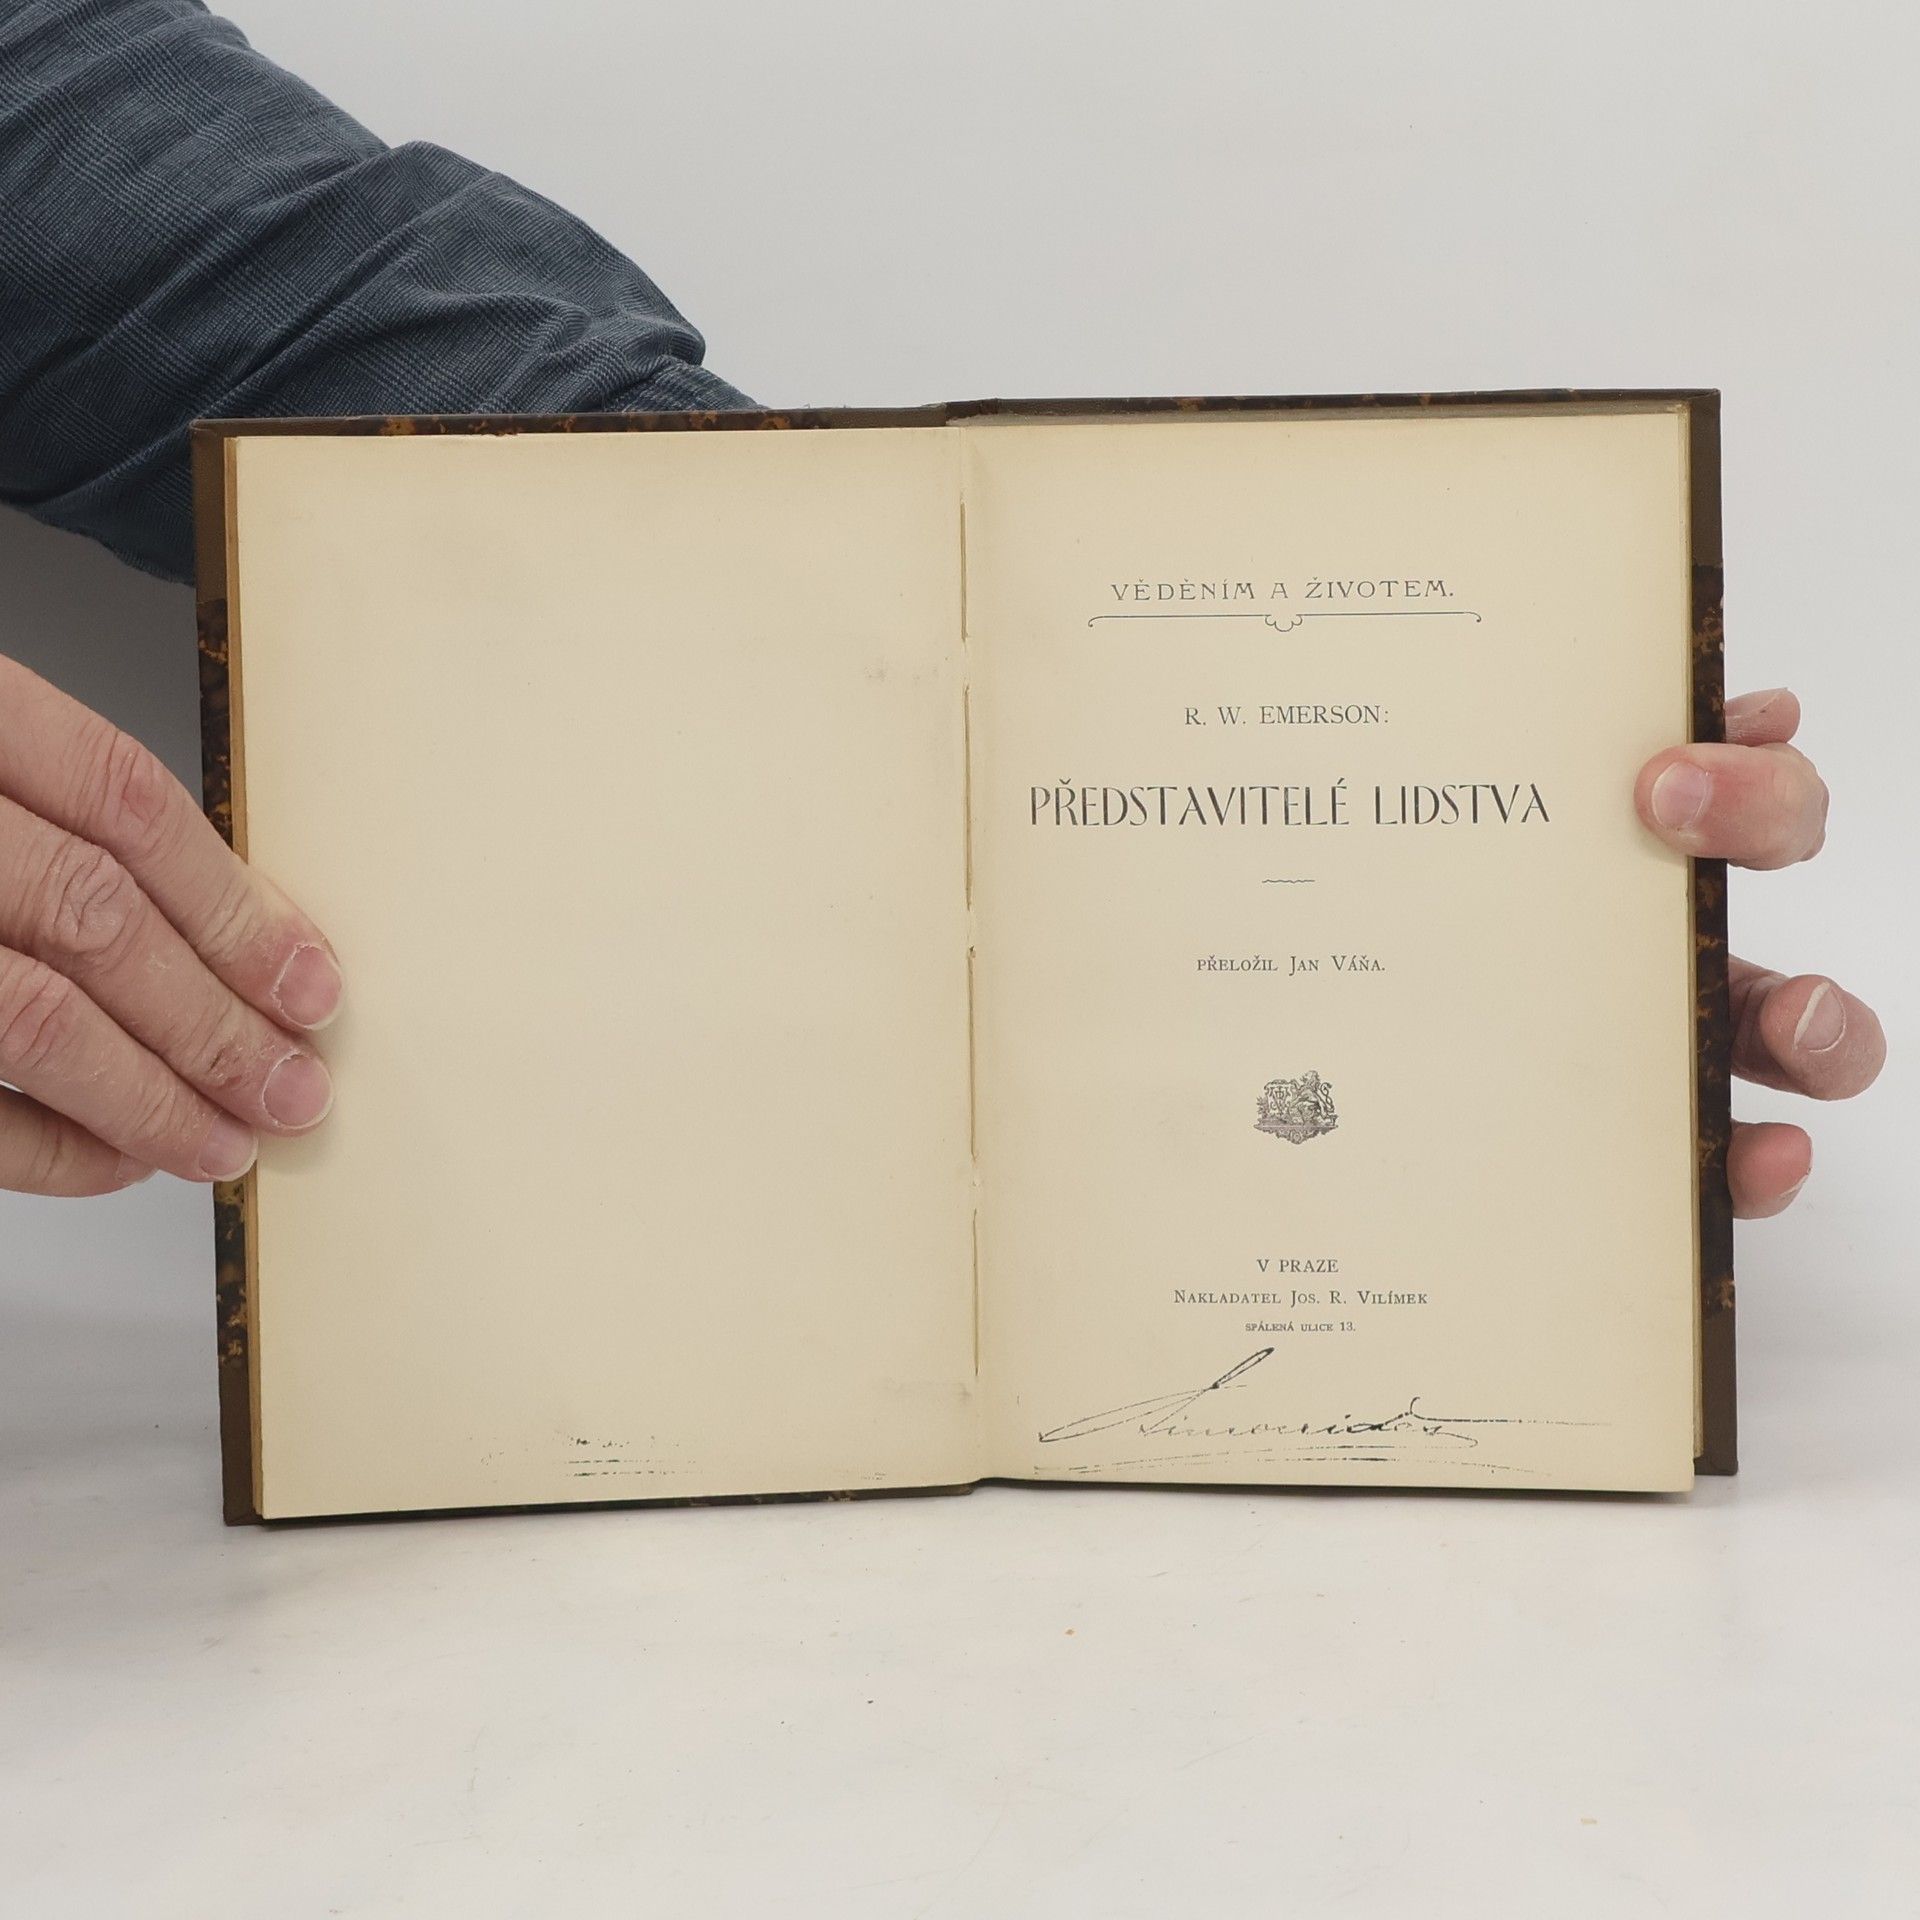 VĚDĚNÍM A ŽIVOTEM.
R. W. EMERSON:
PŘEDSTAVITELÉ LIDSTVA
PŘELOŽIL JAN VÁŇA.
V PRAZE
NAKLADATEL JOS. R. VILÍMEK
SPÁLENÁ ULICE 13.